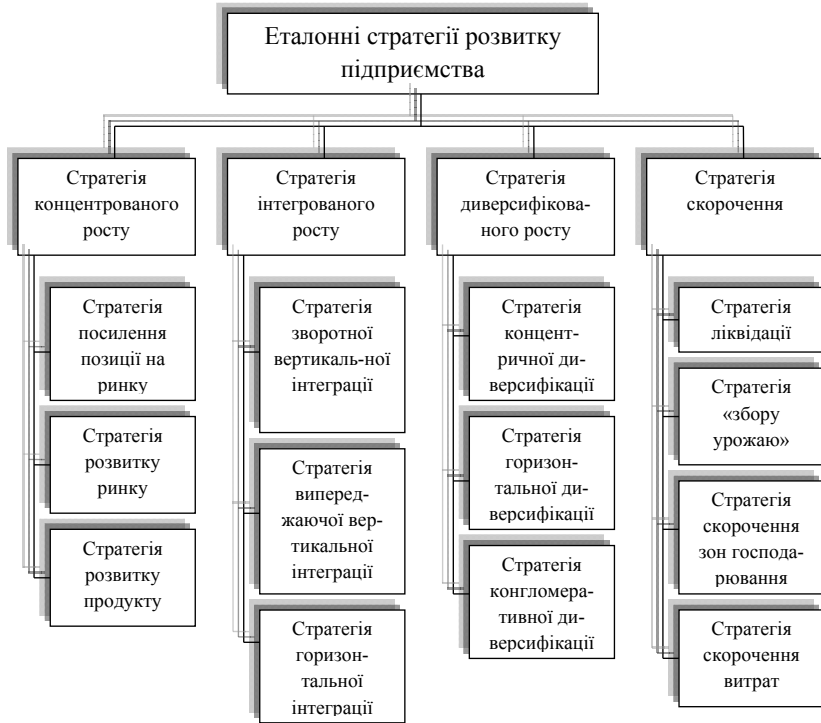 Еталонні стратегії розвитку
підприємства
Стратегія
концентрованого
росту
Стратегія
посилення
позиції на
ринку
Стратегія
розвитку
ринку
Стратегія
розвитку
продукту
Стратегія
інтегрованого
росту
Стратегія
зворотної
вертикаль-ної
інтеграції
Стратегія
виперед-
жаючої вер-
тикальної
інтеграції
Стратегія
горизон-
тальної
інтеграції
Стратегія
диверсифікова-
ного росту
Стратегія
концент-
ричної ди-
версифікації
Стратегія
горизон-
тальної ди-
версифікації
Стратегія
конгломера-
тивної ди-
версифікації
Стратегія
скорочення
Стратегія
ліквідації
Стратегія
«збору
урожаю»
Стратегія
скорочення
зон господа-
рювання
Стратегія
скорочення
витрат